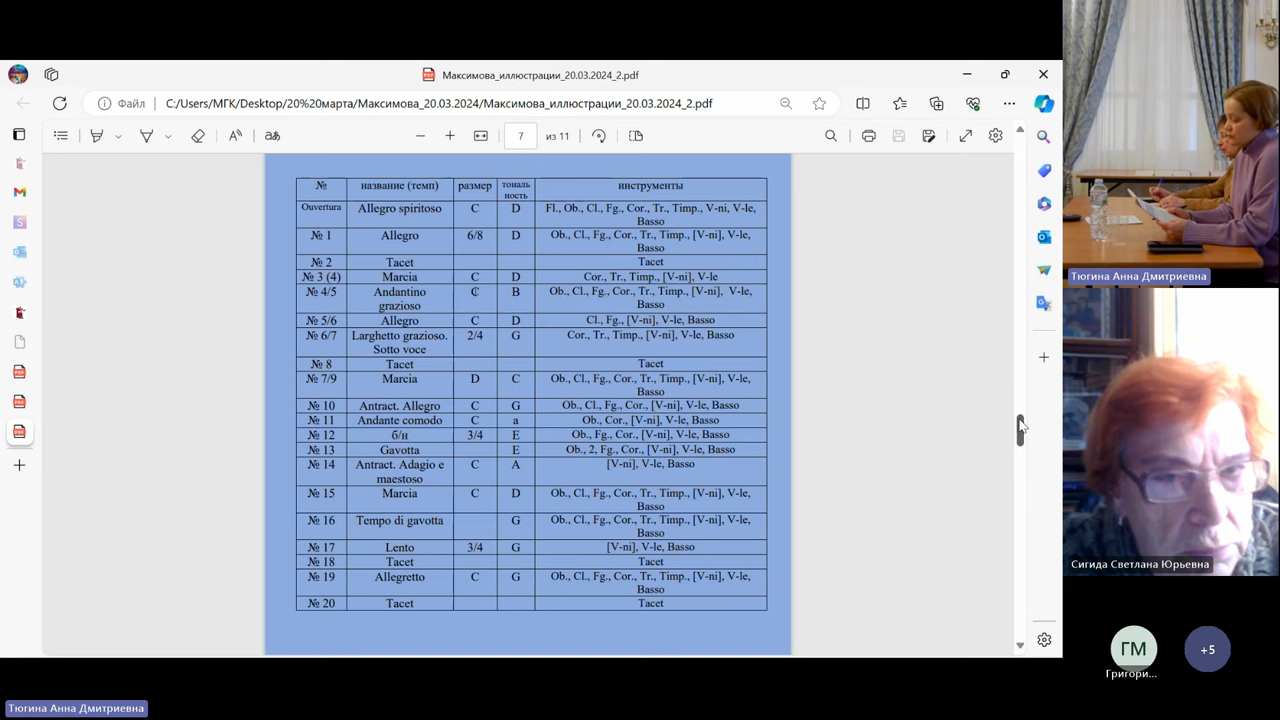 Максимова_иллюстрации_20.03.2024_2.pdf
Файл
C:/Users/МГК/Desktop/20%20марта/Максимова_20.03.2024/Максимова_иллюстрации_20.03.2024_2.pdf
7 из 11
№ название (темп) размер тональ ность инструменты
Ouvertura Allegro spiritoso C D Fl., Ob., Cl., Fg., Cor., Tr., Timp., V-ni, V-le,
Basso
№ 1 Allegro 6/8 D Ob., Cl., Fg., Cor., Tr., Timp., [V-ni], V-le,
Basso
№ 2 Tacet Tacet
№ 3 (4) Marcia C D Cor., Tr., Timp., [V-ni], V-le
№ 4/5 Andantino ₵ B Ob., Cl., Fg., Cor., Tr., Timp., [V-ni], V-le,
grazioso Basso
№ 5/6 Allegro C D Cl., Fg., [V-ni], V-le, Basso
№ 6/7 Larghetto grazioso. 2/4 G Cor., Tr., Timp., [V-ni], V-le, Basso
Sotto voce
№ 8 Tacet Tacet
№ 7/9 Marcia D C Ob., Cl., Fg., Cor., Tr., Timp., [V-ni], V-le,
Basso
№ 10 Antract. Allegro C G Ob., Cl., Fg., Cor., [V-ni], V-le, Basso
№ 11 Andante comodo C a Ob., Cor., [V-ni], V-le, Basso
№ 12 б/н 3/4 E Ob., Fg., Cor., [V-ni], V-le, Basso
№ 13 Gavotta E Ob., 2, Fg., Cor., [V-ni], V-le, Basso
№ 14 Antract. Adagio e C A [V-ni], V-le, Basso
maestoso
№ 15 Marcia C D Ob., Cl., Fg., Cor., Tr., Timp., [V-ni], V-le,
Basso
№ 16 Tempo di gavotta G Ob., Cl., Fg., Cor., Tr., Timp., [V-ni], V-le,
Basso
№ 17 Lento 3/4 G [V-ni], V-le, Basso
№ 18 Tacet Tacet
№ 19 Allegretto C G Ob., Cl., Fg., Cor., Tr., Timp., [V-ni], V-le,
Basso
№ 20 Tacet Tacet
Тюгина Анна Дмитриевна
Сигида Светлана Юрьевна
ГМ
Григори...
+5
Тюгина Анна Дмитриевна